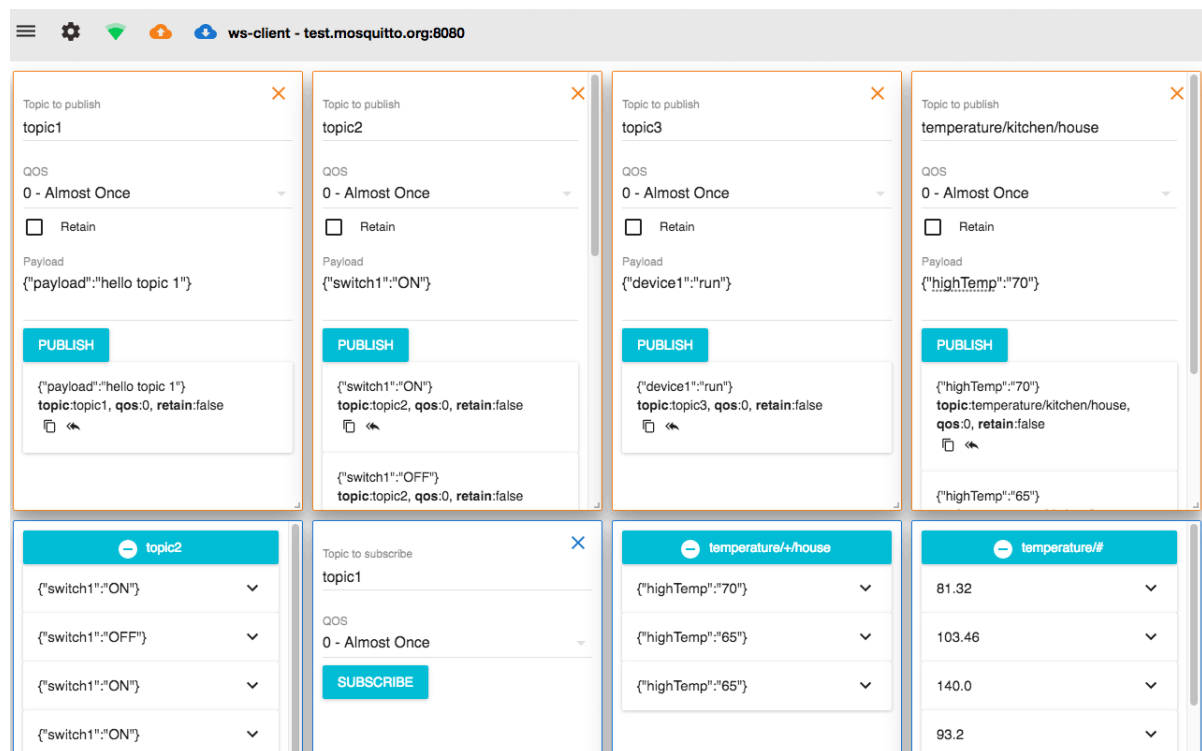 ws-client - test.mosquitto.org:8080
Topic to publish
topic1
QOS
0 - Almost Once
Retain
Payload
{"payload":"hello topic 1"}
PUBLISH
{"payload":"hello topic 1"}
topic:topic1, qos:0, retain:false
Topic to publish
topic2
QOS
0 - Almost Once
Retain
Payload
{"switch1":"ON"}
PUBLISH
{"switch1":"ON"}
topic:topic2, qos:0, retain:false
{"switch1":"OFF"}
topic:topic2, qos:0, retain:false
Topic to publish
topic3
QOS
0 - Almost Once
Retain
Payload
{"device1":"run"}
PUBLISH
{"device1":"run"}
topic:topic3, qos:0, retain:false
Topic to publish
temperature/kitchen/house
QOS
0 - Almost Once
Retain
Payload
{"highTemp":"70"}
PUBLISH
{"highTemp":"70"}
topic:temperature/kitchen/house,
qos:0, retain:false
{"highTemp":"65"}
topic2
{"switch1":"ON"}
{"switch1":"OFF"}
{"switch1":"ON"}
{"switch1":"ON"}
Topic to subscribe
topic1
QOS
0 - Almost Once
SUBSCRIBE
temperature/+/house
{"highTemp":"70"}
{"highTemp":"65"}
{"highTemp":"65"}
temperature/#
81.32
103.46
140.0
93.2